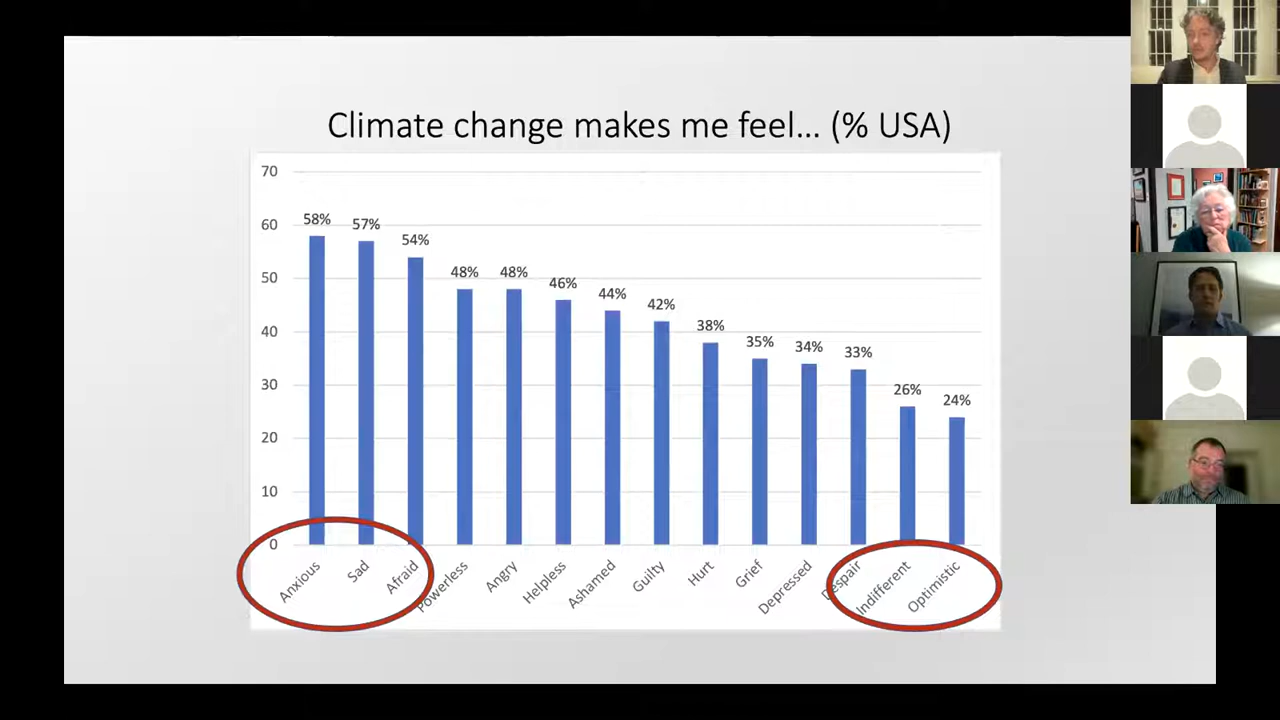 Climate change makes me feel... (% USA)
70
60
50
40
30
20
10
0
58%
57%
54%
48%
48%
46%
44%
42%
38%
35%
34%
33%
26%
24%
Anxious
Sad
Afraid
Powerless
Angry
Helpless
Ashamed
Guilty
Hurt
Grief
Depressed
Despair
Indifferent
Optimistic